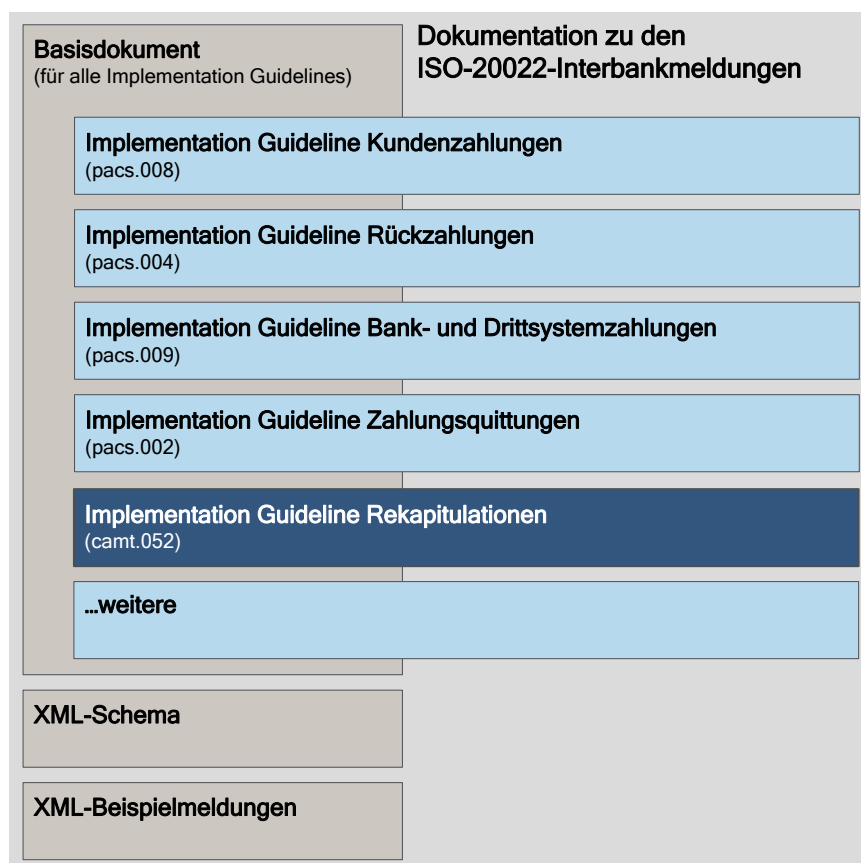 Basisdokument
(für alle Implementation Guidelines)
Dokumentation zu den
ISO-20022-Interbankmeldungen
Implementation Guideline Kundenzahlungen
(pacs.008)
Implementation Guideline Rückzahlungen
(pacs.004)
Implementation Guideline Bank- und Drittsystemzahlungen
(pacs.009)
Implementation Guideline Zahlungsquittungen
(pacs.002)
Implementation Guideline Rekapitulationen
(camt.052)
...weitere
XML-Schema
XML-Beispielmeldungen